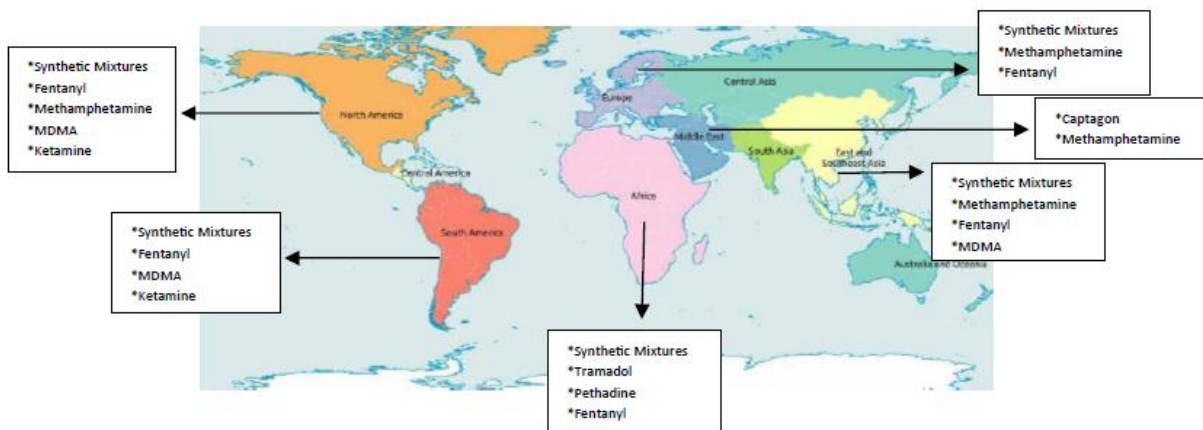 *Synthetic Mixtures
*Fentanyl
*Methamphetamine
*MDMA
*Ketamine
North America
Central America
*Synthetic Mixtures
*Fentanyl
*MDMA
*Ketamine
South America
Europe
Central Asia
*Synthetic Mixtures
*Methamphetamine
*Fentanyl
Middle East
*Captagon
*Methamphetamine
South Asia
East and
Southeast Asia
*Synthetic Mixtures
*Methamphetamine
*Fentanyl
*MDMA
Africa
Australia and Oceania
*Synthetic Mixtures
*Tramadol
*Pethadine
*Fentanyl